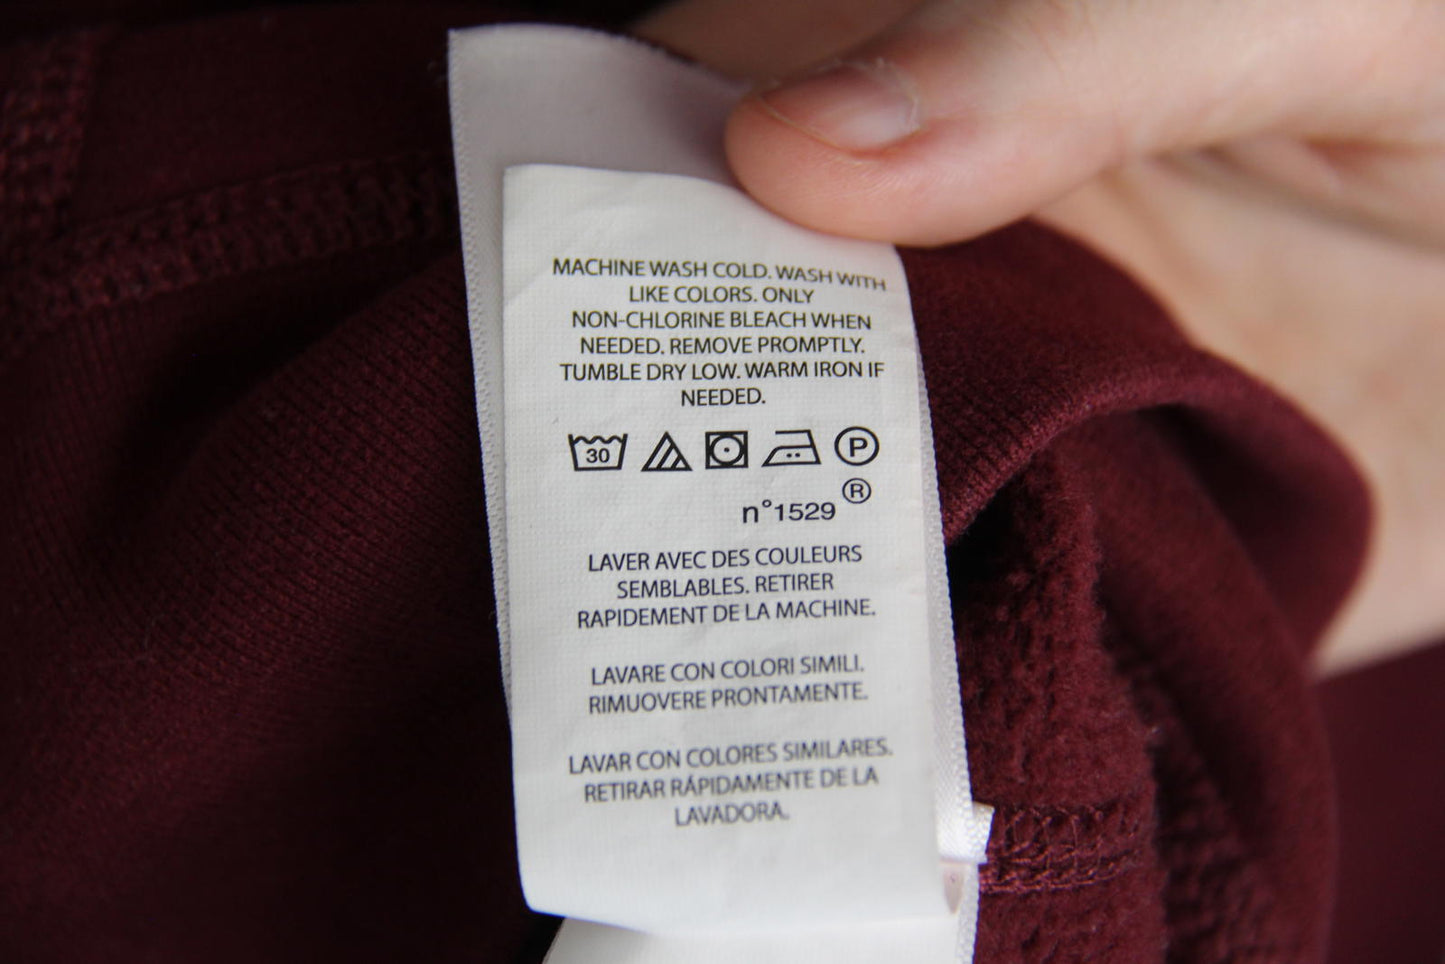 MACHINE WASH COLD. WASH WITH
LIKE COLORS. ONLY
NON-CHLORINE BLEACH WHEN
NEEDED. REMOVE PROMPTLY.
TUMBLE DRY LOW. WARM IRON IF
NEEDED.
30 P
®
n°1529
LAVER AVEC DES COULEURS
SEMBLABLES. RETIRER
RAPIDEMENT DE LA MACHINE.
LAVARE CON COLORI SIMILI.
RIMUOVERE PRONTAMENTE.
LAVAR CON COLORES SIMILARES.
RETIRAR RÁPIDAMENTE DE LA
LAVADORA.